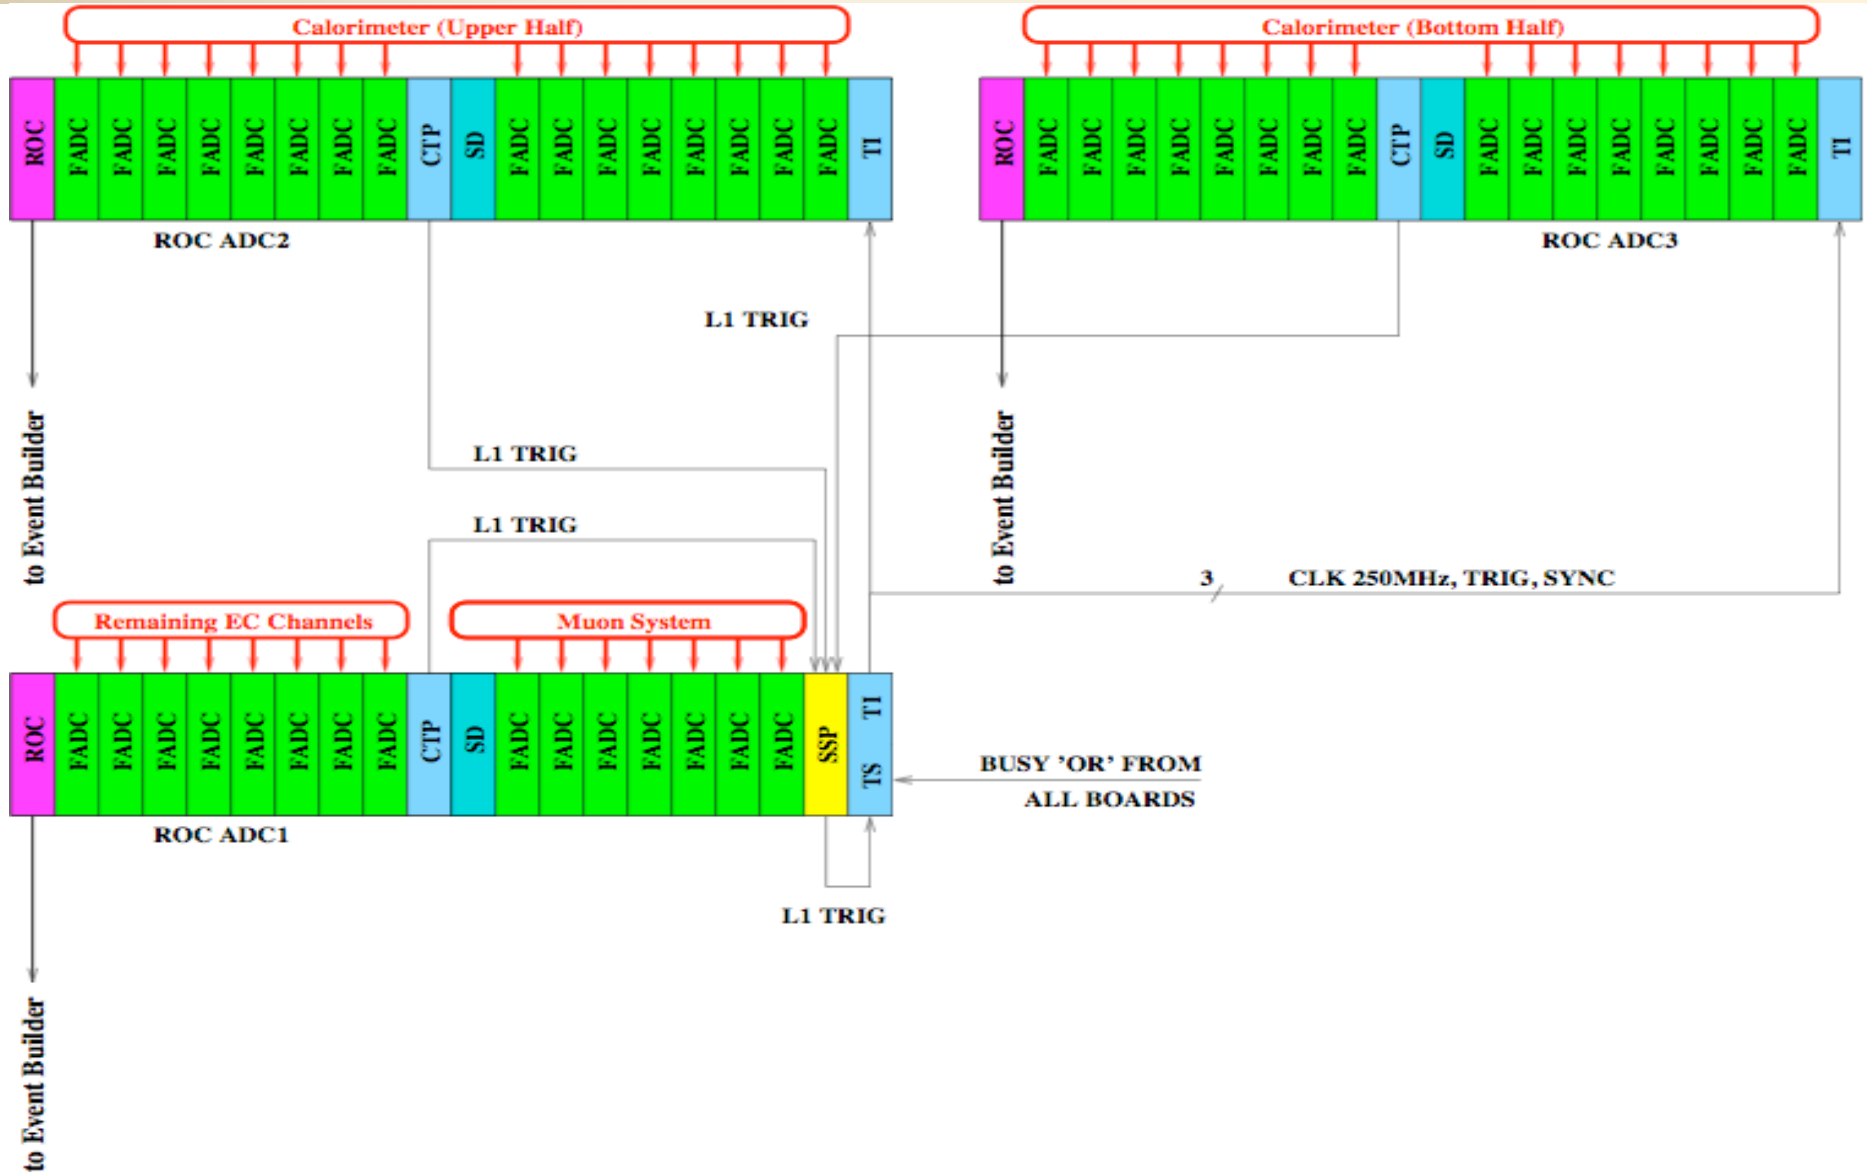 Calorimeter (Upper Half)
Calorimeter (Bottom Half)
ROC FADC FADC FADC FADC FADC FADC FADC FADC CTP SD FADC FADC FADC FADC FADC FADC FADC FADC TI
ROC FADC FADC FADC FADC FADC FADC FADC FADC CTP SD FADC FADC FADC FADC FADC FADC FADC FADC TI
ROC ADC2
ROC ADC3
L1 TRIG
to Event Builder
to Event Builder
L1 TRIG
L1 TRIG
3
CLK 250MHz, TRIG, SYNC
Remaining EC Channels
Muon System
ROC FADC FADC FADC FADC FADC FADC FADC FADC CTP SD FADC FADC FADC FADC FADC FADC FADC SSP TS TI
BUSY 'OR' FROM
ALL BOARDS
ROC ADC1
L1 TRIG
to Event Builder